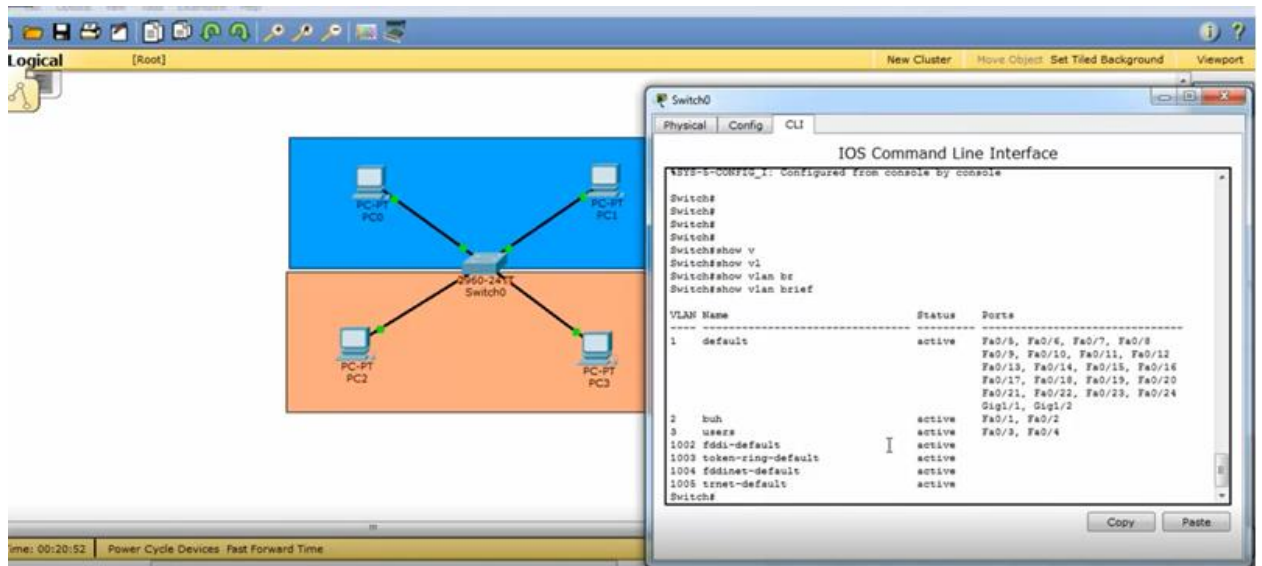 Logical
[Root]
New Cluster
Move Object
Set Tiled Background
Viewport
PC-PT
PC0
PC-PT
PC1
2960-24TT
Switch0
PC-PT
PC2
PC-PT
PC3
Switch0
Physical
Config
CLI
IOS Command Line Interface
%SYS-5-CONFIG_I: Configured from console by console
Switch#
Switch#
Switch#
Switch#
Switch#show v
Switch#show vl
Switch#show vlan br
Switch#show vlan brief
VLAN Name Status Ports
---- -------------------------------- --------- -------------------------------
1 default active Fa0/5, Fa0/6, Fa0/7, Fa0/8
Fa0/9, Fa0/10, Fa0/11, Fa0/12
Fa0/13, Fa0/14, Fa0/15, Fa0/16
Fa0/17, Fa0/18, Fa0/19, Fa0/20
Fa0/21, Fa0/22, Fa0/23, Fa0/24
Gig1/1, Gig1/2
2 buh active Fa0/1, Fa0/2
3 users active Fa0/3, Fa0/4
1002 fddi-default active
1003 token-ring-default active
1004 fddinet-default active
1005 trnet-default active
Switch#
Copy
Paste
Time: 00:20:52
Power Cycle Devices
Fast Forward Time